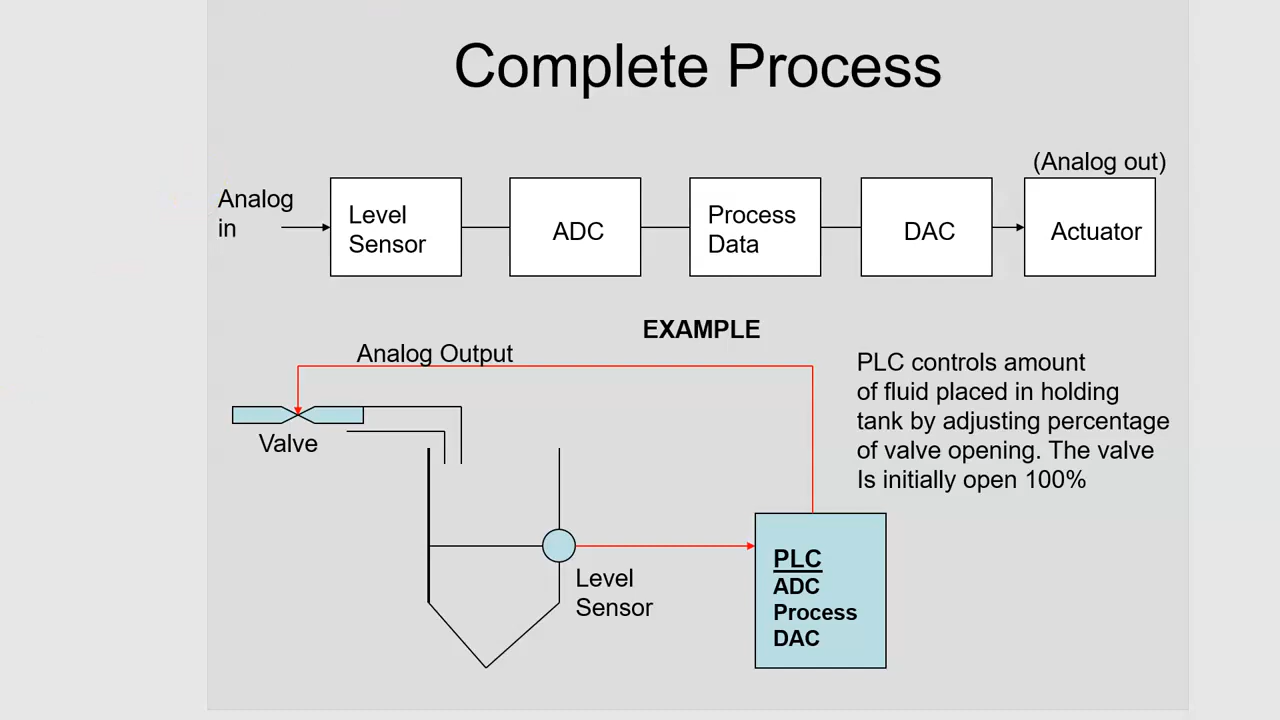 Complete Process
(Analog out)
Analog
in
Level
Sensor
ADC
Process
Data
DAC
Actuator
EXAMPLE
Analog Output
Valve
PLC controls amount
of fluid placed in holding
tank by adjusting percentage
of valve opening. The valve
Is initially open 100%
Level
Sensor
PLC
ADC
Process
DAC